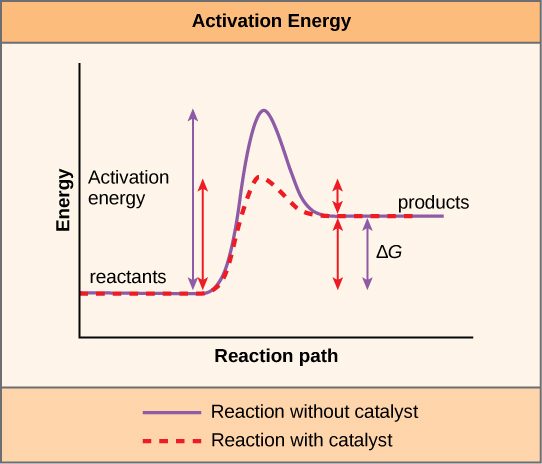 Activation Energy
Energy
Activation
energy
products
ΔG
reactants
Reaction path
Reaction without catalyst
Reaction with catalyst